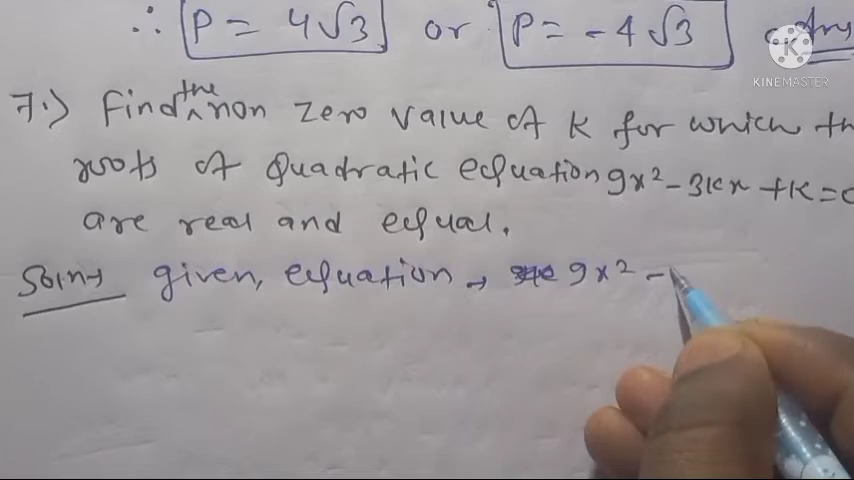 ∴ P = 4√3 or P = -4√3 Ans
KINEMASTER
7.) Find the non zero value of K for which th
roots of Quadratic equation 9x² - 3Kx + K = 0
are real and equal.
Soln→ given, equation → 9x² -